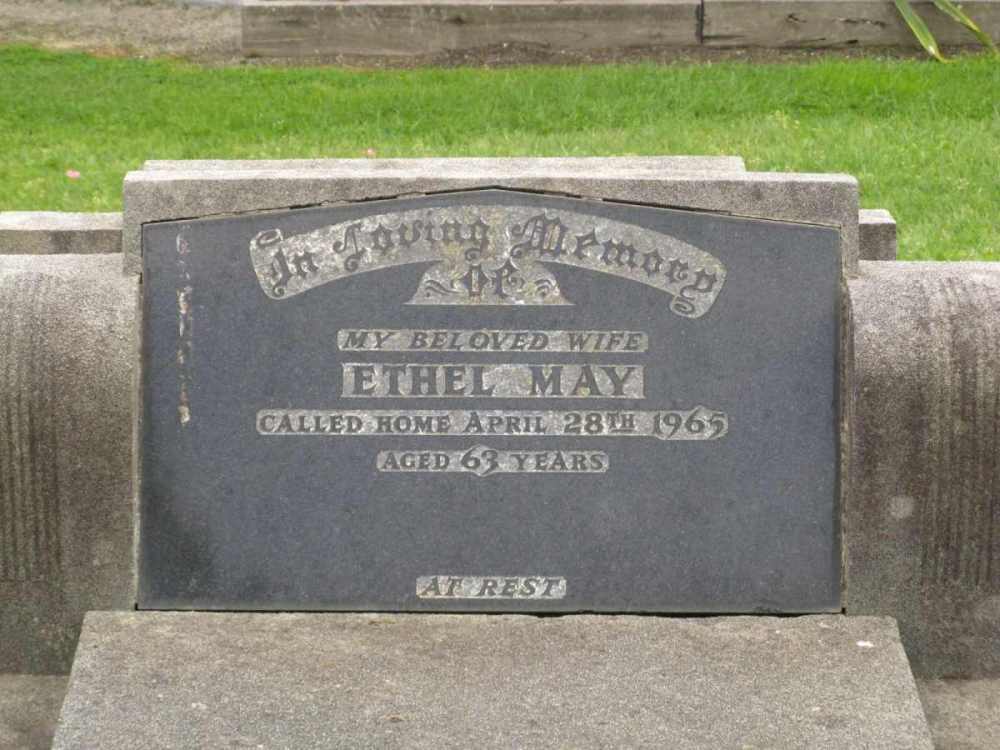 In Loving Memory
of
MY BELOVED WIFE
ETHEL MAY
CALLED HOME APRIL 28TH 1965
AGED 63 YEARS
AT REST